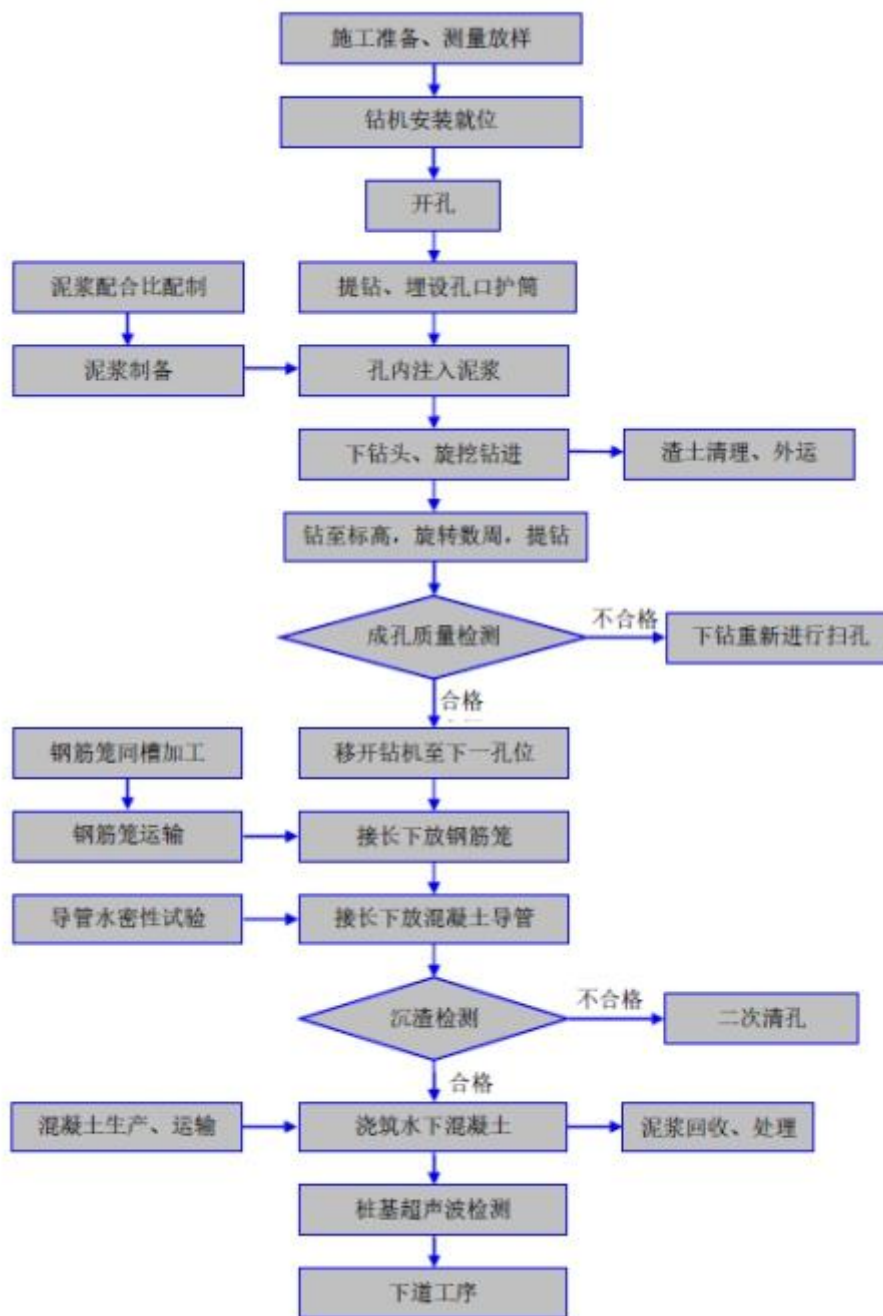 施工准备、测量放样
钻机安装就位
开孔
泥浆配合比配制
提钻、埋设孔口护筒
泥浆制备
孔内注入泥浆
下钻头、旋挖钻进
渣土清理、外运
钻至标高，旋转数周，提钻
成孔质量检测
不合格
下钻重新进行扫孔
合格
钢筋笼同槽加工
移开钻机至下一孔位
钢筋笼运输
接长下放钢筋笼
导管水密性试验
接长下放混凝土导管
沉渣检测
不合格
二次清孔
合格
混凝土生产、运输
浇筑水下混凝土
泥浆回收、处理
桩基超声波检测
下道工序